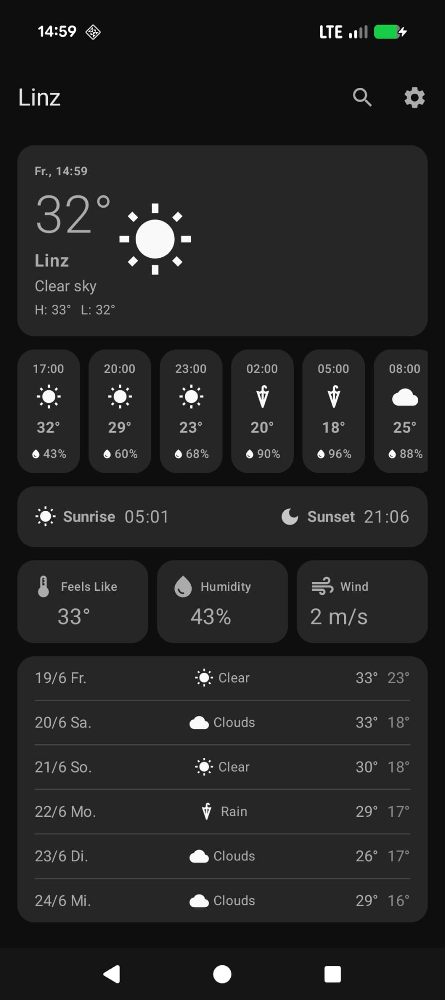 14:59 LTE
Linz
Fr., 14:59
32°
Linz
Clear sky
H: 33° L: 32°
17:00 20:00 23:00 02:00 05:00 08:00
32° 29° 23° 20° 18° 25°
43% 60% 68% 90% 96% 88%
Sunrise 05:01 Sunset 21:06
Feels Like Humidity Wind
33° 43% 2 m/s
19/6 Fr. Clear 33° 23°
20/6 Sa. Clouds 33° 18°
21/6 So. Clear 30° 18°
22/6 Mo. Rain 29° 17°
23/6 Di. Clouds 26° 17°
24/6 Mi. Clouds 29° 16°